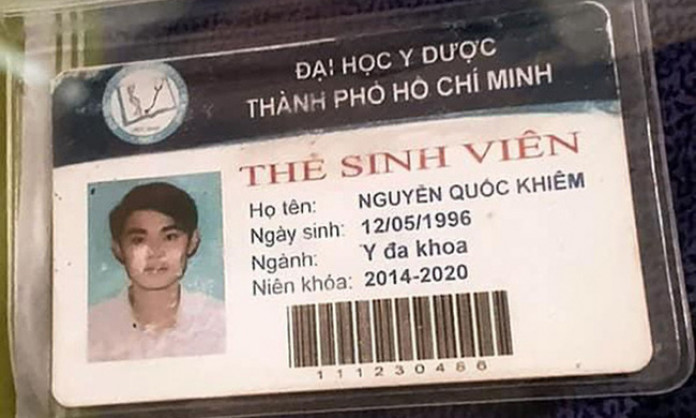 ĐẠI HỌC Y DƯỢC
THÀNH PHỐ HỒ CHÍ MINH
THẺ SINH VIÊN
Họ tên: NGUYỄN QUỐC KHIÊM
Ngày sinh: 12/05/1996
Ngành: Y đa khoa
Niên khóa: 2014-2020
111230486